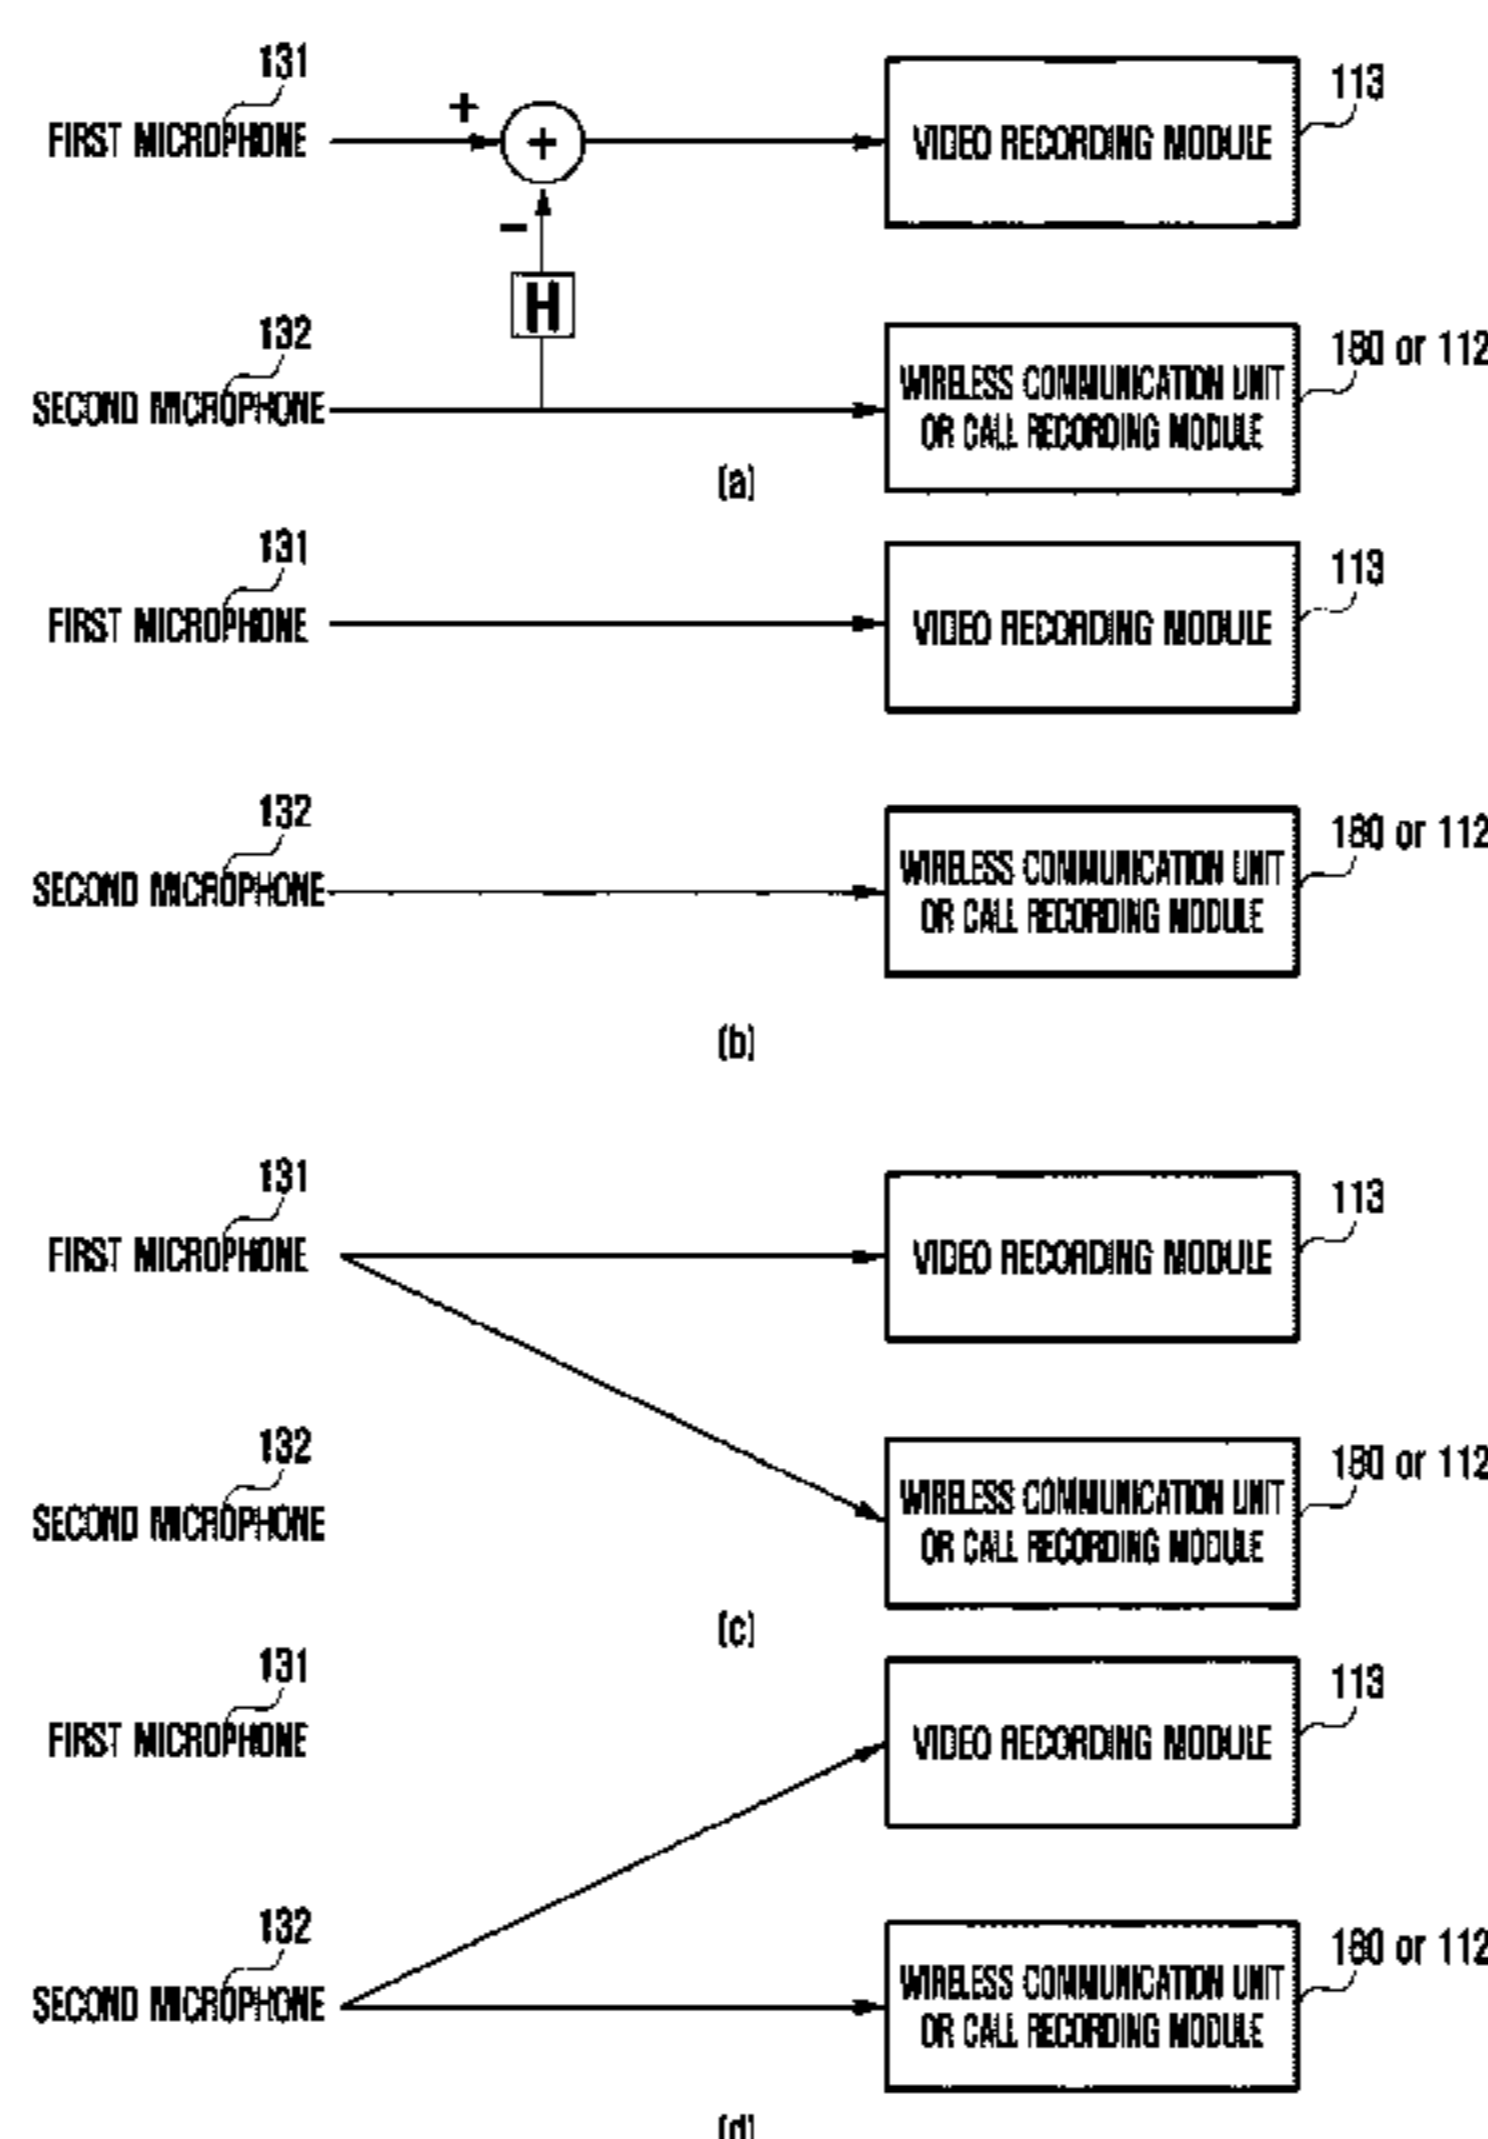 131
FIRST MICROPHONE
+
+
VIDEO RECORDING MODULE
113
-
H
132
SECOND MICROPHONE
WIRELESS COMMUNICATION UNIT
OR CALL RECORDING MODULE
180 or 112
(a)
131
FIRST MICROPHONE
VIDEO RECORDING MODULE
113
132
SECOND MICROPHONE
WIRELESS COMMUNICATION UNIT
OR CALL RECORDING MODULE
180 or 112
(b)
131
FIRST MICROPHONE
VIDEO RECORDING MODULE
113
132
SECOND MICROPHONE
WIRELESS COMMUNICATION UNIT
OR CALL RECORDING MODULE
180 or 112
(c)
131
FIRST MICROPHONE
VIDEO RECORDING MODULE
113
132
SECOND MICROPHONE
WIRELESS COMMUNICATION UNIT
OR CALL RECORDING MODULE
180 or 112
(d)